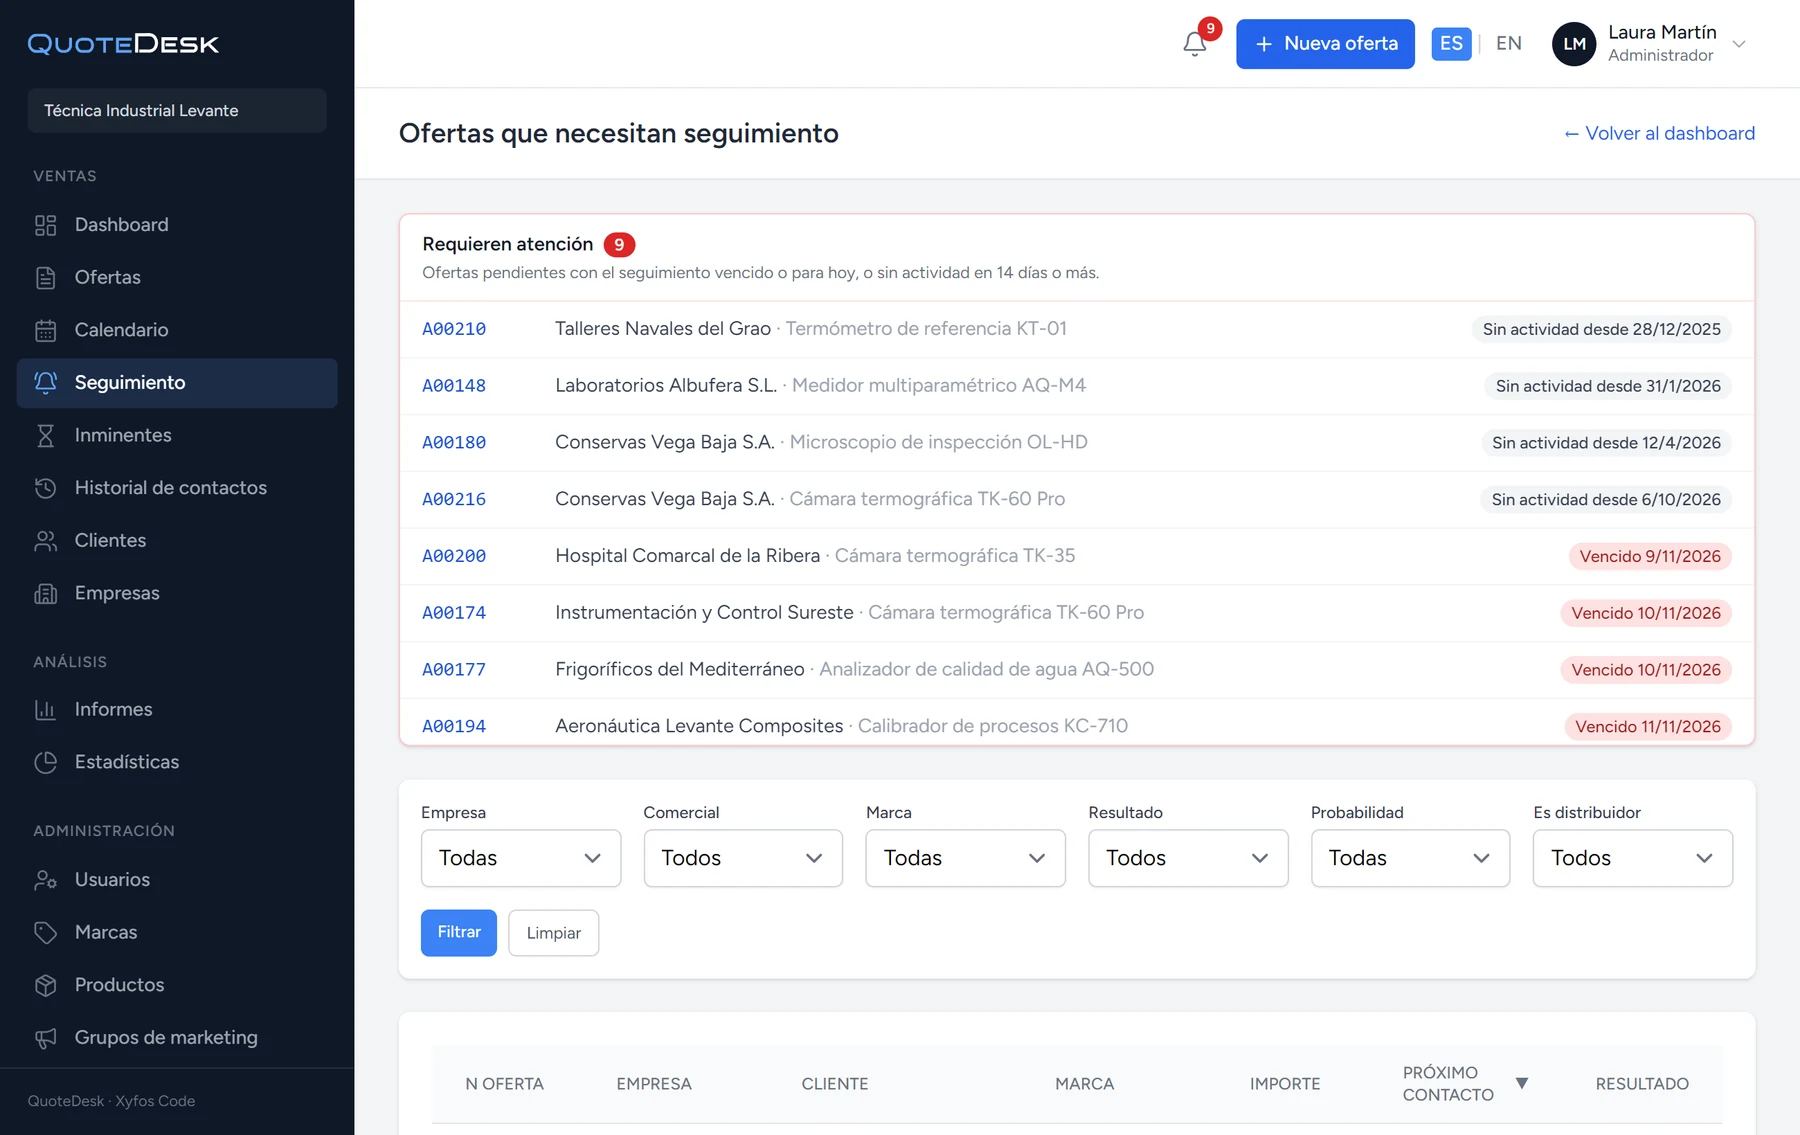 QUOTEDESK
Técnica Industrial Levante
VENTAS
Dashboard
Ofertas
Calendario
Seguimiento
Inminentes
Historial de contactos
Clientes
Empresas
ANÁLISIS
Informes
Estadísticas
ADMINISTRACIÓN
Usuarios
Marcas
Productos
Grupos de marketing
QuoteDesk · Xyfos Code
9
+ Nueva oferta
ES | EN
LM
Laura Martín
Administrador
Ofertas que necesitan seguimiento
← Volver al dashboard
Requieren atención 9
Ofertas pendientes con el seguimiento vencido o para hoy, o sin actividad en 14 días o más.
A00210 Talleres Navales del Grao · Termómetro de referencia KT-01 Sin actividad desde 28/12/2025
A00148 Laboratorios Albufera S.L. · Medidor multiparamétrico AQ-M4 Sin actividad desde 31/1/2026
A00180 Conservas Vega Baja S.A. · Microscopio de inspección OL-HD Sin actividad desde 12/4/2026
A00216 Conservas Vega Baja S.A. · Cámara termográfica TK-60 Pro Sin actividad desde 6/10/2026
A00200 Hospital Comarcal de la Ribera · Cámara termográfica TK-35 Vencido 9/11/2026
A00174 Instrumentación y Control Sureste · Cámara termográfica TK-60 Pro Vencido 10/11/2026
A00177 Frigoríficos del Mediterráneo · Analizador de calidad de agua AQ-500 Vencido 10/11/2026
A00194 Aeronáutica Levante Composites · Calibrador de procesos KC-710 Vencido 11/11/2026
Empresa Comercial Marca Resultado Probabilidad Es distribuidor
Todas Todos Todas Todos Todas Todos
Filtrar Limpiar
N OFERTA EMPRESA CLIENTE MARCA IMPORTE PRÓXIMO CONTACTO ▼ RESULTADO